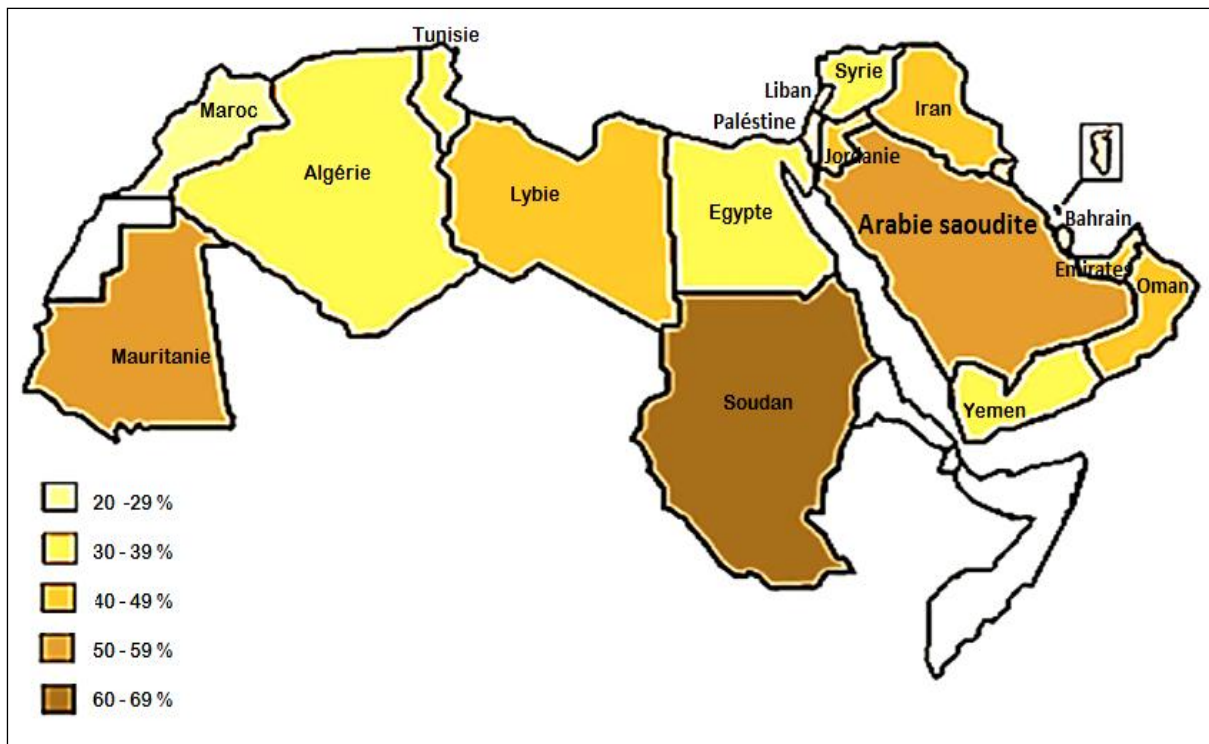 Tunisie
Maroc
Algérie
Lybie
Egypte
Mauritanie
Soudan
Syrie
Liban
Paléstine
Iran
Jordanie
Arabie saoudite
Bahrain
Emirates
Oman
Yemen
20 -29 %
30 - 39 %
40 - 49 %
50 - 59 %
60 - 69 %